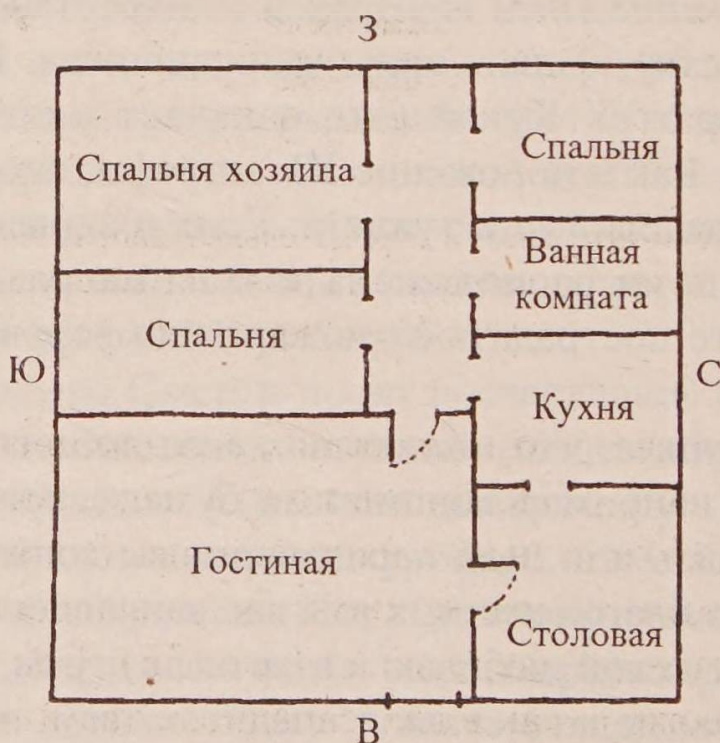 З
Спальня хозяина
Спальня
Ванная
комната
Спальня
Ю
С
Кухня
Гостиная
Столовая
В